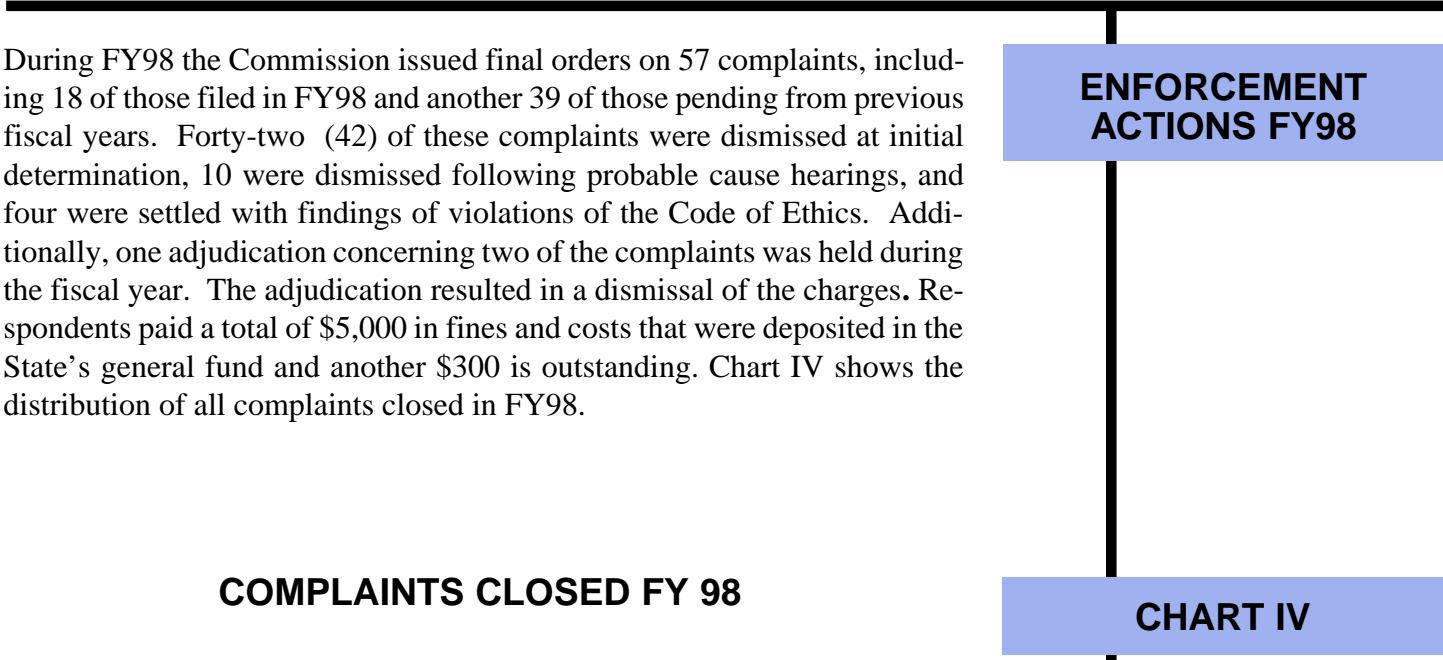 During FY98 the Commission issued final orders on 57 complaints, includ-
ing 18 of those filed in FY98 and another 39 of those pending from previous
fiscal years. Forty-two (42) of these complaints were dismissed at initial
determination, 10 were dismissed following probable cause hearings, and
four were settled with findings of violations of the Code of Ethics. Addi-
tionally, one adjudication concerning two of the complaints was held during
the fiscal year. The adjudication resulted in a dismissal of the charges. Re-
spondents paid a total of $5,000 in fines and costs that were deposited in the
State's general fund and another $300 is outstanding. Chart IV shows the
distribution of all complaints closed in FY98.
ENFORCEMENT
ACTIONS FY98
COMPLAINTS CLOSED FY 98
CHART IV